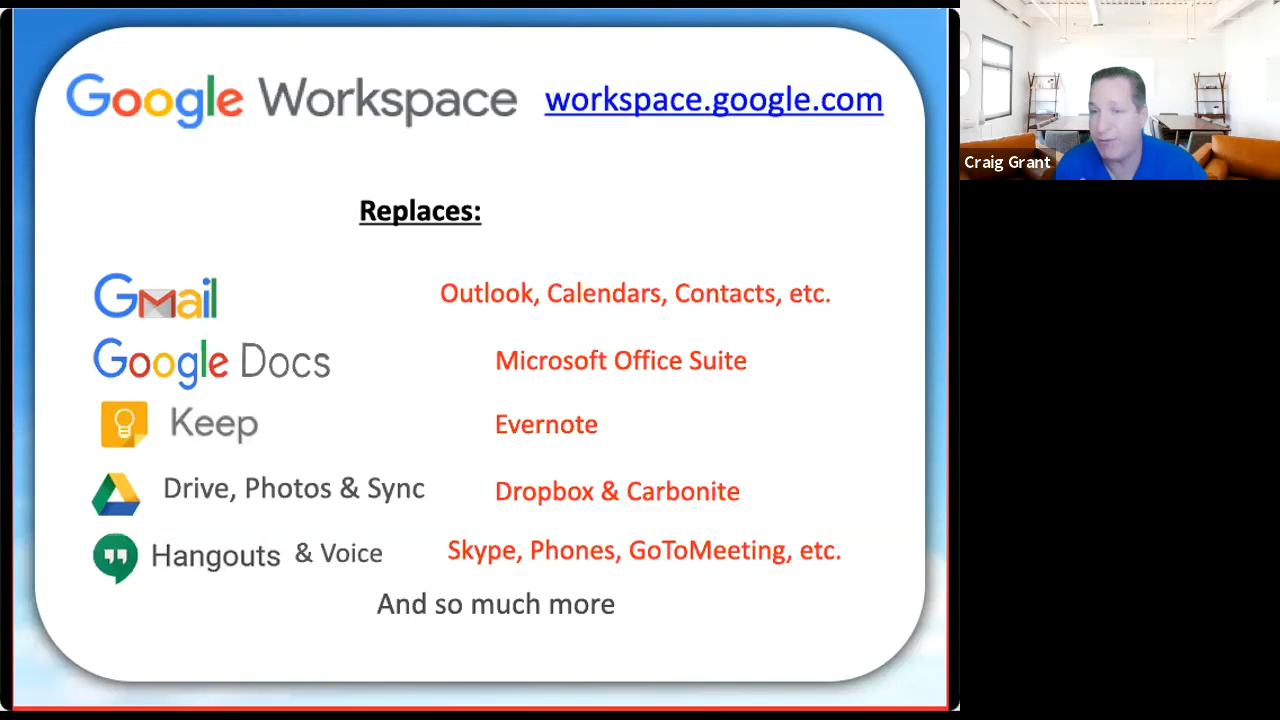 Google Workspace workspace.google.com
Craig Grant
Replaces:
Gmail Outlook, Calendars, Contacts, etc.
Google Docs Microsoft Office Suite
Keep Evernote
Drive, Photos & Sync Dropbox & Carbonite
Hangouts & Voice Skype, Phones, GoToMeeting, etc.
And so much more